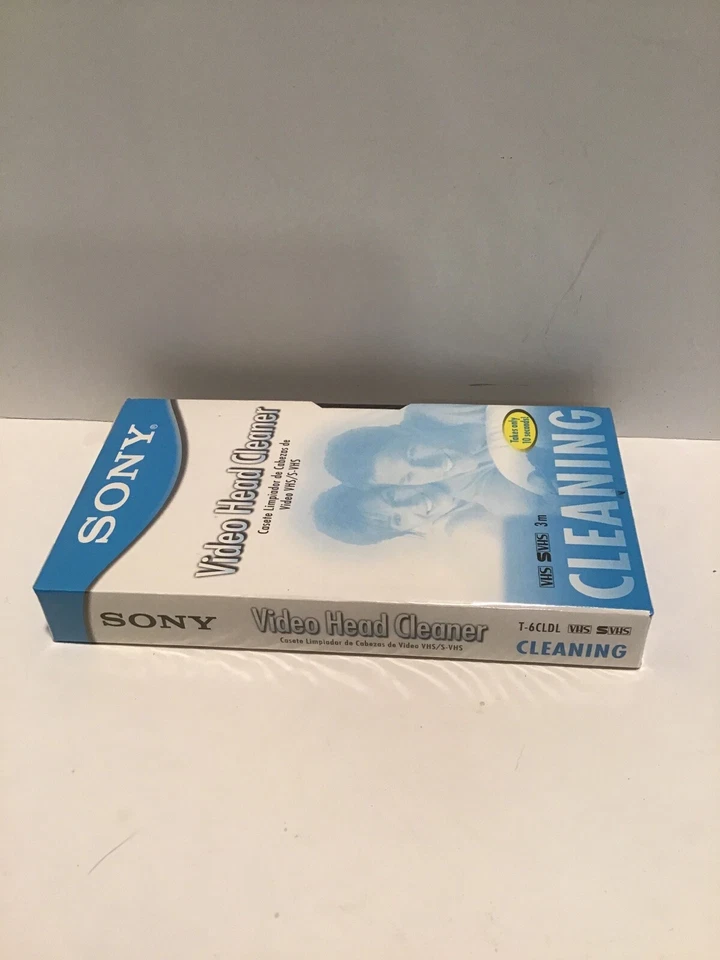 SONY®
Video Head Cleaner
Casete Limpiador de Cabezas de
Video VHS/S-VHS
Takes only
10 seconds!
VHS SVHS 3 m
CLEANING
SONY
Video Head Cleaner
Casete Limpiador de Cabezas de Video VHS/S-VHS
T-6CLDL VHS SVHS
CLEANING